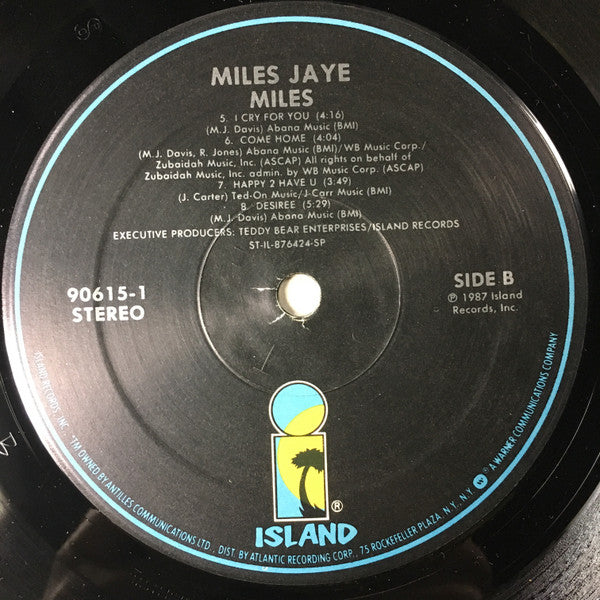 MILES JAYE
MILES
5. I CRY FOR YOU (4:16)
(M.J. Davis) Abana Music (BMI)
6. COME HOME (4:04)
(M.J. Davis, R. Jones) Abana Music (BMI)/WB Music Corp./
Zubaidah Music, Inc. (ASCAP) All rights on behalf of
Zubaidah Music, Inc. admin. by WB Music Corp. (ASCAP)
7. HAPPY 2 HAVE U (3:49)
(J. Carter) Ted-On Music/J-Carr Music (BMI)
8. DESIREE (5:29)
(M.J. Davis) Abana Music (BMI)
EXECUTIVE PRODUCERS: TEDDY BEAR ENTERPRISES/ISLAND RECORDS
ST-IL-876424-SP
90615-1
STEREO
SIDE B
℗ 1987 Island
Records, Inc.
®
ISLAND
ISLAND RECORDS, INC.
"TM OWNED BY ANTILLES COMMUNICATIONS LTD., DIST. BY ATLANTIC RECORDING CORP., 75 ROCKEFELLER PLAZA, N.Y., N.Y. ® A WARNER COMMUNICATIONS COMPANY